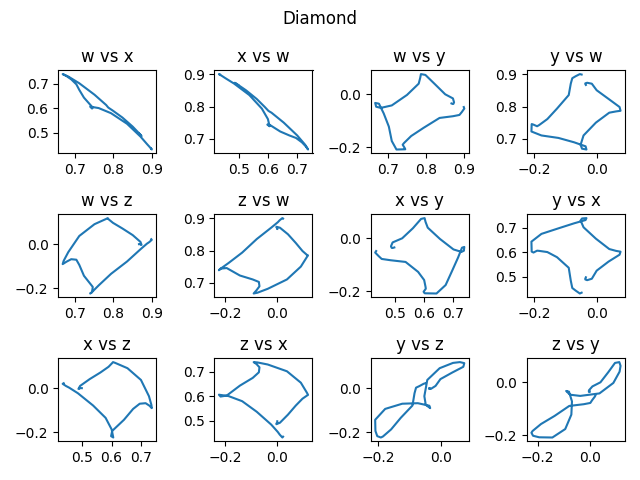 Diamond
w vs x
x vs w
w vs y
y vs w
0.7
0.6
0.5
0.7 0.8 0.9
0.9
0.8
0.7
0.5 0.6 0.7
0.0
−0.2
0.7 0.8 0.9
0.9
0.8
0.7
−0.2 0.0
w vs z
z vs w
x vs y
y vs x
0.0
−0.2
0.7 0.8 0.9
0.9
0.8
0.7
−0.2 0.0
0.0
−0.2
0.5 0.6 0.7
0.7
0.6
0.5
−0.2 0.0
x vs z
z vs x
y vs z
z vs y
0.0
−0.2
0.5 0.6 0.7
0.7
0.6
0.5
−0.2 0.0
0.0
−0.2
−0.2 0.0
0.0
−0.2
−0.2 0.0